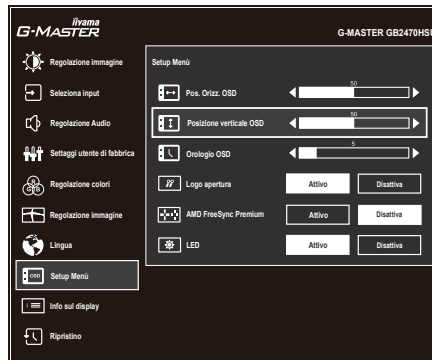 iiyama
G-MASTER
G-MASTER GB2470HSU
Regolazione immagine
Seleziona input
Regolazione Audio
Settaggi utente di fabbrica
R
G B
Regolazione colori
Regolazione immagine
Lingua
OSD
Setup Menù
Info sul display
Ripristino
Setup Menù
Pos. Orizz. OSD
50
Posizione verticale OSD
50
Orologio OSD
5
Logo apertura
Attivo
Disattiva
AMD FreeSync Premium
Attivo
Disattiva
LED
Attivo
Disattiva